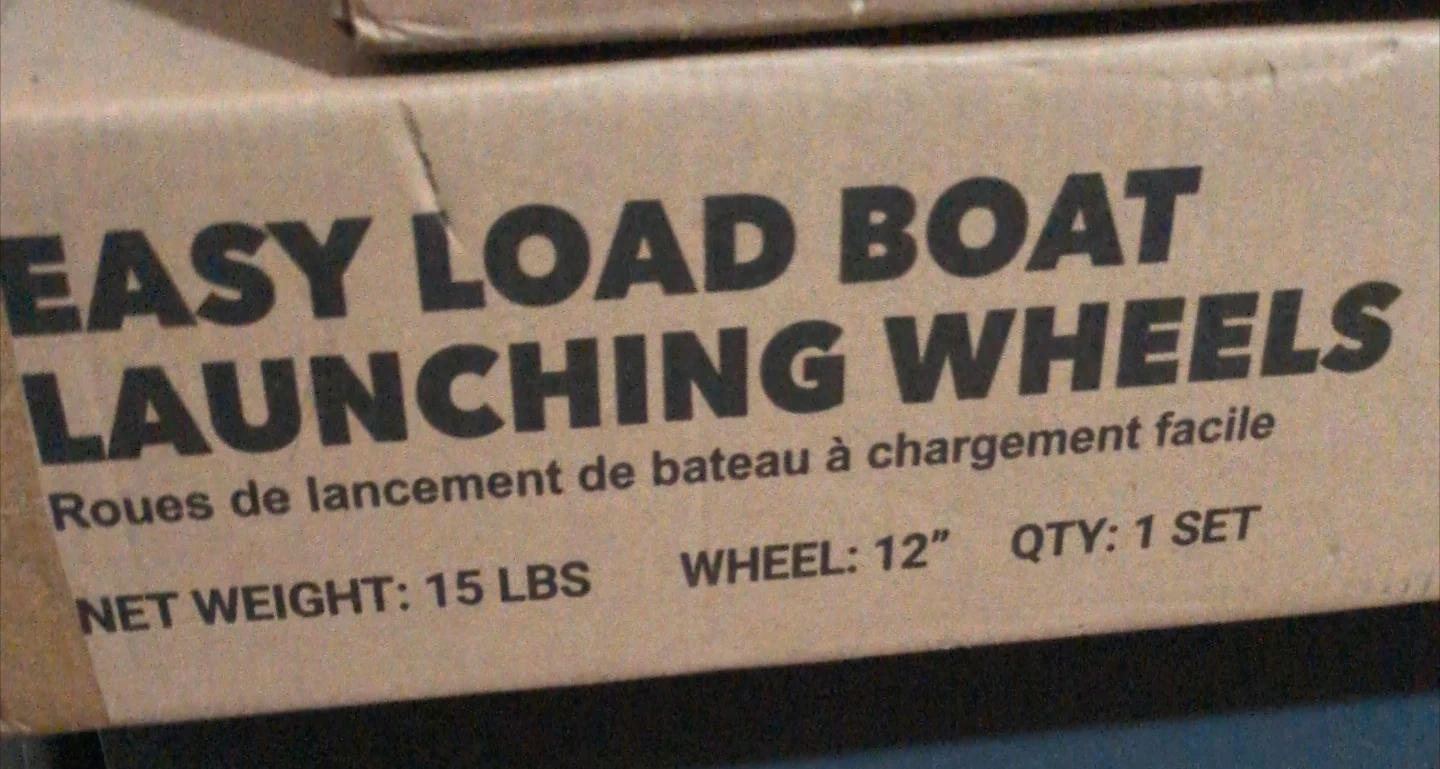 EASY LOAD BOAT
LAUNCHING WHEELS
Roues de lancement de bateau à chargement facile
NET WEIGHT: 15 LBS WHEEL: 12” QTY: 1 SET